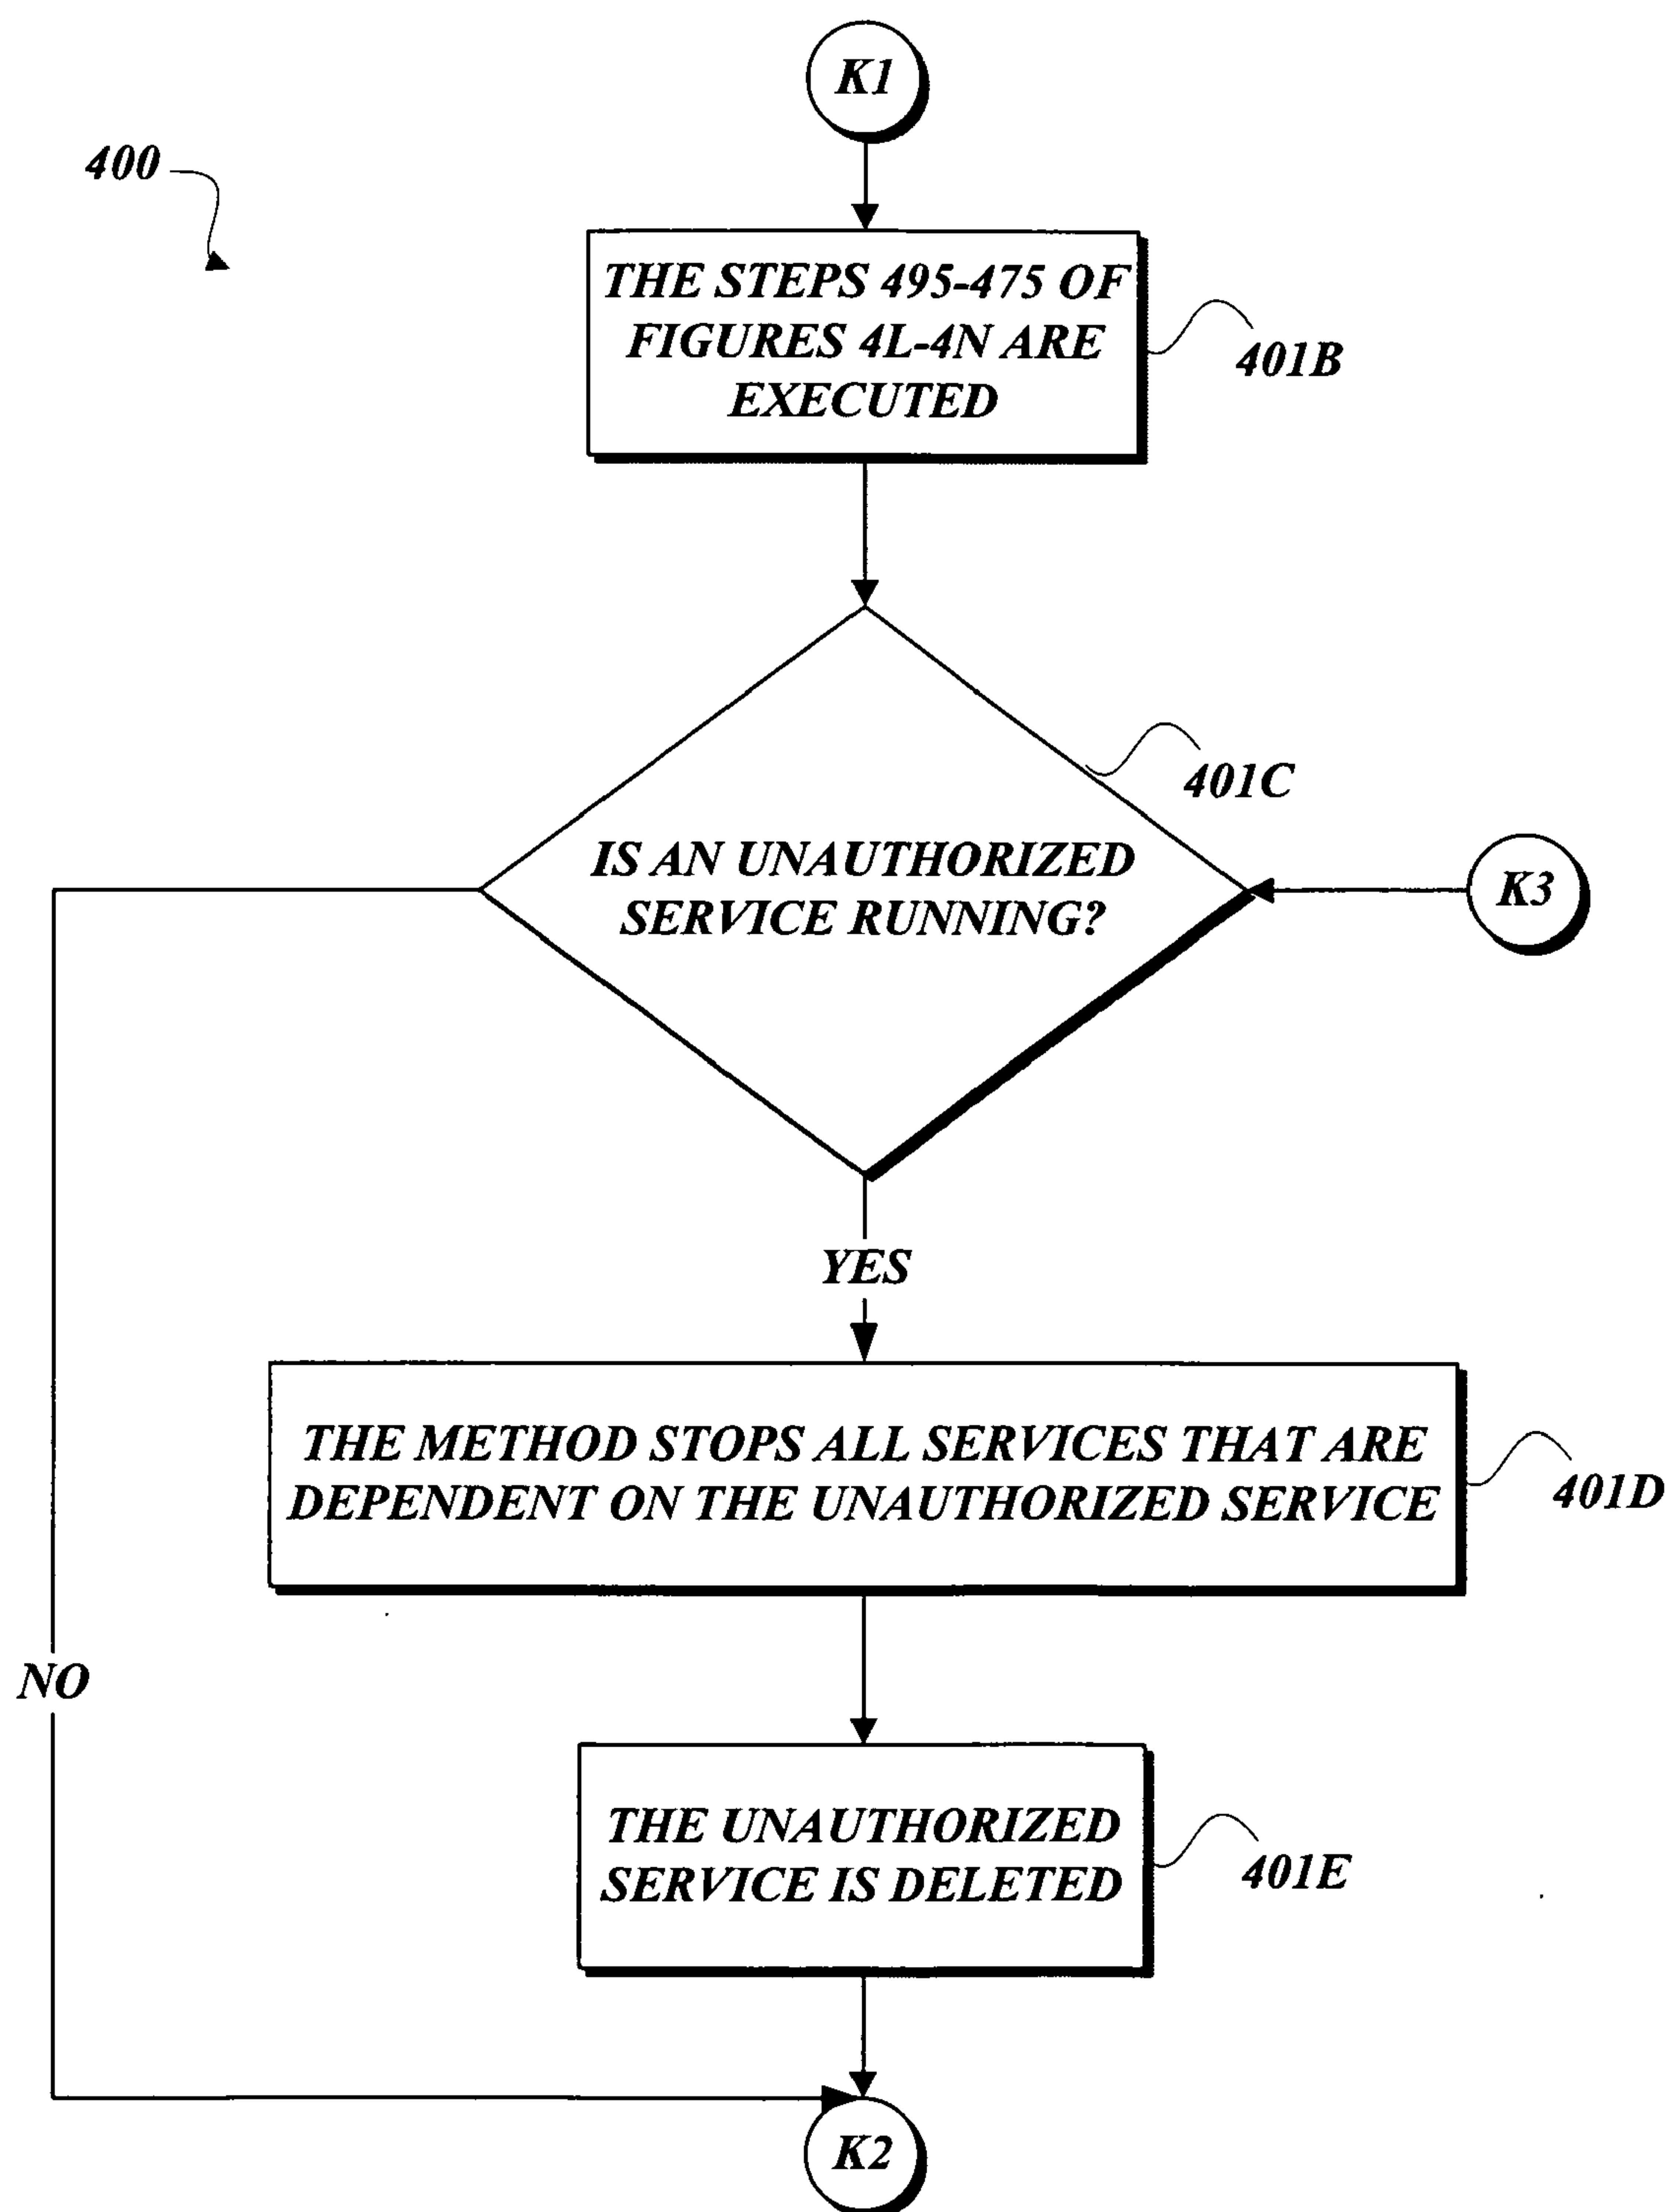 K1
400
THE STEPS 495-475 OF
FIGURES 4L-4N ARE
EXECUTED
401B
401C
IS AN UNAUTHORIZED
SERVICE RUNNING?
K3
YES
THE METHOD STOPS ALL SERVICES THAT ARE
DEPENDENT ON THE UNAUTHORIZED SERVICE
401D
NO
THE UNAUTHORIZED
SERVICE IS DELETED
401E
K2